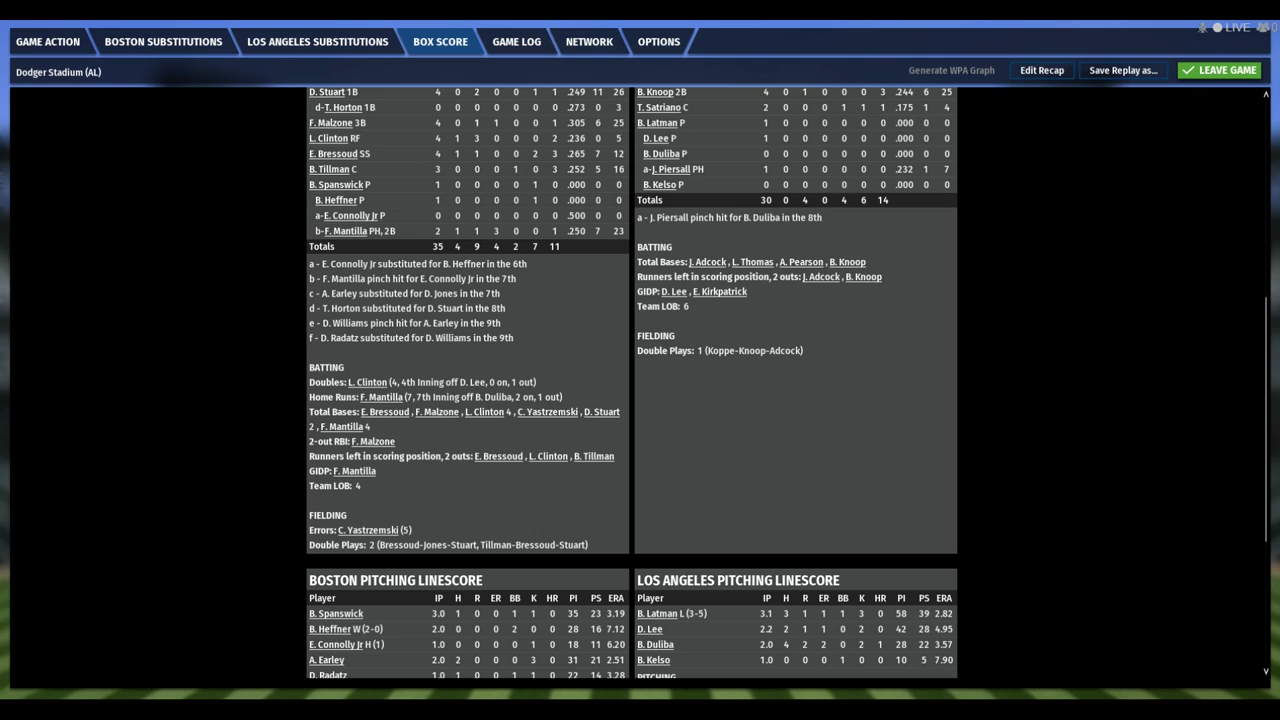 LIVE 0
GAME ACTION BOSTON SUBSTITUTIONS LOS ANGELES SUBSTITUTIONS BOX SCORE GAME LOG NETWORK OPTIONS
Dodger Stadium (AL) Generate WPA Graph Edit Recap Save Replay as... LEAVE GAME
D. Stuart 1B 4 0 2 0 0 1 1 .249 11 26
d-T. Horton 1B 0 0 0 0 0 0 0 .273 0 3
F. Malzone 3B 4 0 1 1 0 0 1 .305 6 25
L. Clinton RF 4 1 3 0 0 0 2 .236 0 5
E. Bressoud SS 4 1 1 0 0 2 3 .265 7 12
B. Tillman C 3 0 0 0 1 0 3 .252 5 16
B. Spanswick P 1 0 0 0 0 1 0 .000 0 0
B. Heffner P 1 0 0 0 0 1 0 .000 0 0
a-E. Connolly Jr P 0 0 0 0 0 0 0 .500 0 0
b-F. Mantilla PH, 2B 2 1 1 3 0 0 1 .250 7 23
Totals 35 4 9 4 2 7 11
a - E. Connolly Jr substituted for B. Heffner in the 6th
b - F. Mantilla pinch hit for E. Connolly Jr in the 7th
c - A. Earley substituted for D. Jones in the 7th
d - T. Horton substituted for D. Stuart in the 8th
e - D. Williams pinch hit for A. Earley in the 9th
f - D. Radatz substituted for D. Williams in the 9th
BATTING
Doubles: L. Clinton (4, 4th Inning off D. Lee, 0 on, 1 out)
Home Runs: F. Mantilla (7, 7th Inning off B. Duliba, 2 on, 1 out)
Total Bases: E. Bressoud , F. Malzone , L. Clinton 4 , C. Yastrzemski , D. Stuart
2 , F. Mantilla 4
2-out RBI: F. Malzone
Runners left in scoring position, 2 outs: E. Bressoud , L. Clinton , B. Tillman
GIDP: F. Mantilla
Team LOB: 4
FIELDING
Errors: C. Yastrzemski (5)
Double Plays: 2 (Bressoud-Jones-Stuart, Tillman-Bressoud-Stuart)
B. Knoop 2B 4 0 1 0 0 0 3 .244 6 25
T. Satriano C 2 0 0 0 1 1 1 .175 1 4
B. Latman P 1 0 0 0 0 0 0 .000 0 0
D. Lee P 1 0 0 0 0 0 3 .000 0 0
B. Duliba P 0 0 0 0 0 0 0 .000 0 0
a-J. Piersall PH 1 0 0 0 0 0 0 .232 1 7
B. Kelso P 0 0 0 0 0 0 0 .000 0 0
Totals 30 0 4 0 4 6 14
a - J. Piersall pinch hit for B. Duliba in the 8th
BATTING
Total Bases: J. Adcock , L. Thomas , A. Pearson , B. Knoop
Runners left in scoring position, 2 outs: J. Adcock , B. Knoop
GIDP: D. Lee , E. Kirkpatrick
Team LOB: 6
FIELDING
Double Plays: 1 (Koppe-Knoop-Adcock)
BOSTON PITCHING LINESCORE
Player IP H R ER BB K HR PI PS ERA
B. Spanswick 3.0 1 0 0 1 1 0 35 23 3.19
B. Heffner W (2-0) 2.0 0 0 0 2 0 0 28 16 7.12
E. Connolly Jr H (1) 1.0 0 0 0 0 1 0 18 11 6.20
A. Earley 2.0 2 0 0 0 3 0 31 21 2.51
D. Radatz 1.0 1 0 0 1 1 0 22 14 3.28
LOS ANGELES PITCHING LINESCORE
Player IP H R ER BB K HR PI PS ERA
B. Latman L (3-5) 3.1 3 1 1 1 3 0 58 39 2.82
D. Lee 2.2 2 1 1 0 2 0 42 28 4.95
B. Duliba 2.0 4 2 2 0 2 1 28 22 3.57
B. Kelso 1.0 0 0 0 1 0 0 10 5 7.90
PITCHING